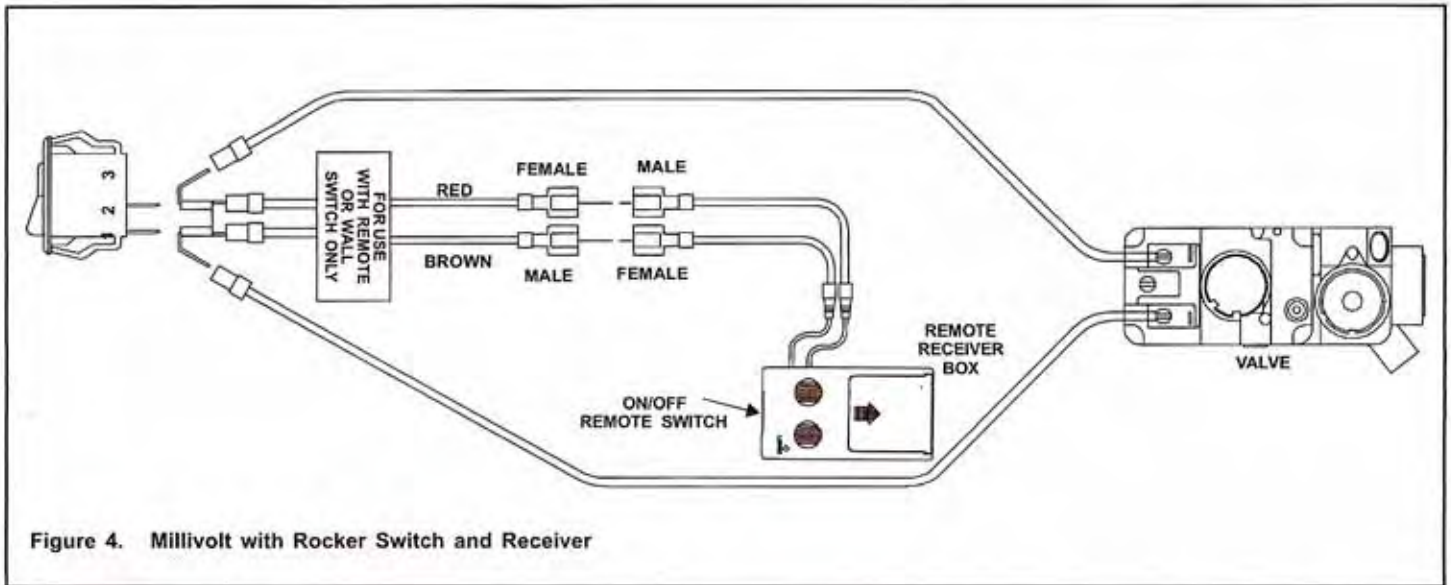 3
2
1
FOR USE
WITH REMOTE
OR WALL
SWITCH ONLY
RED
BROWN
FEMALE
MALE
MALE
FEMALE
REMOTE
RECEIVER
BOX
ON/OFF
REMOTE SWITCH
VALVE
Figure 4. Millivolt with Rocker Switch and Receiver